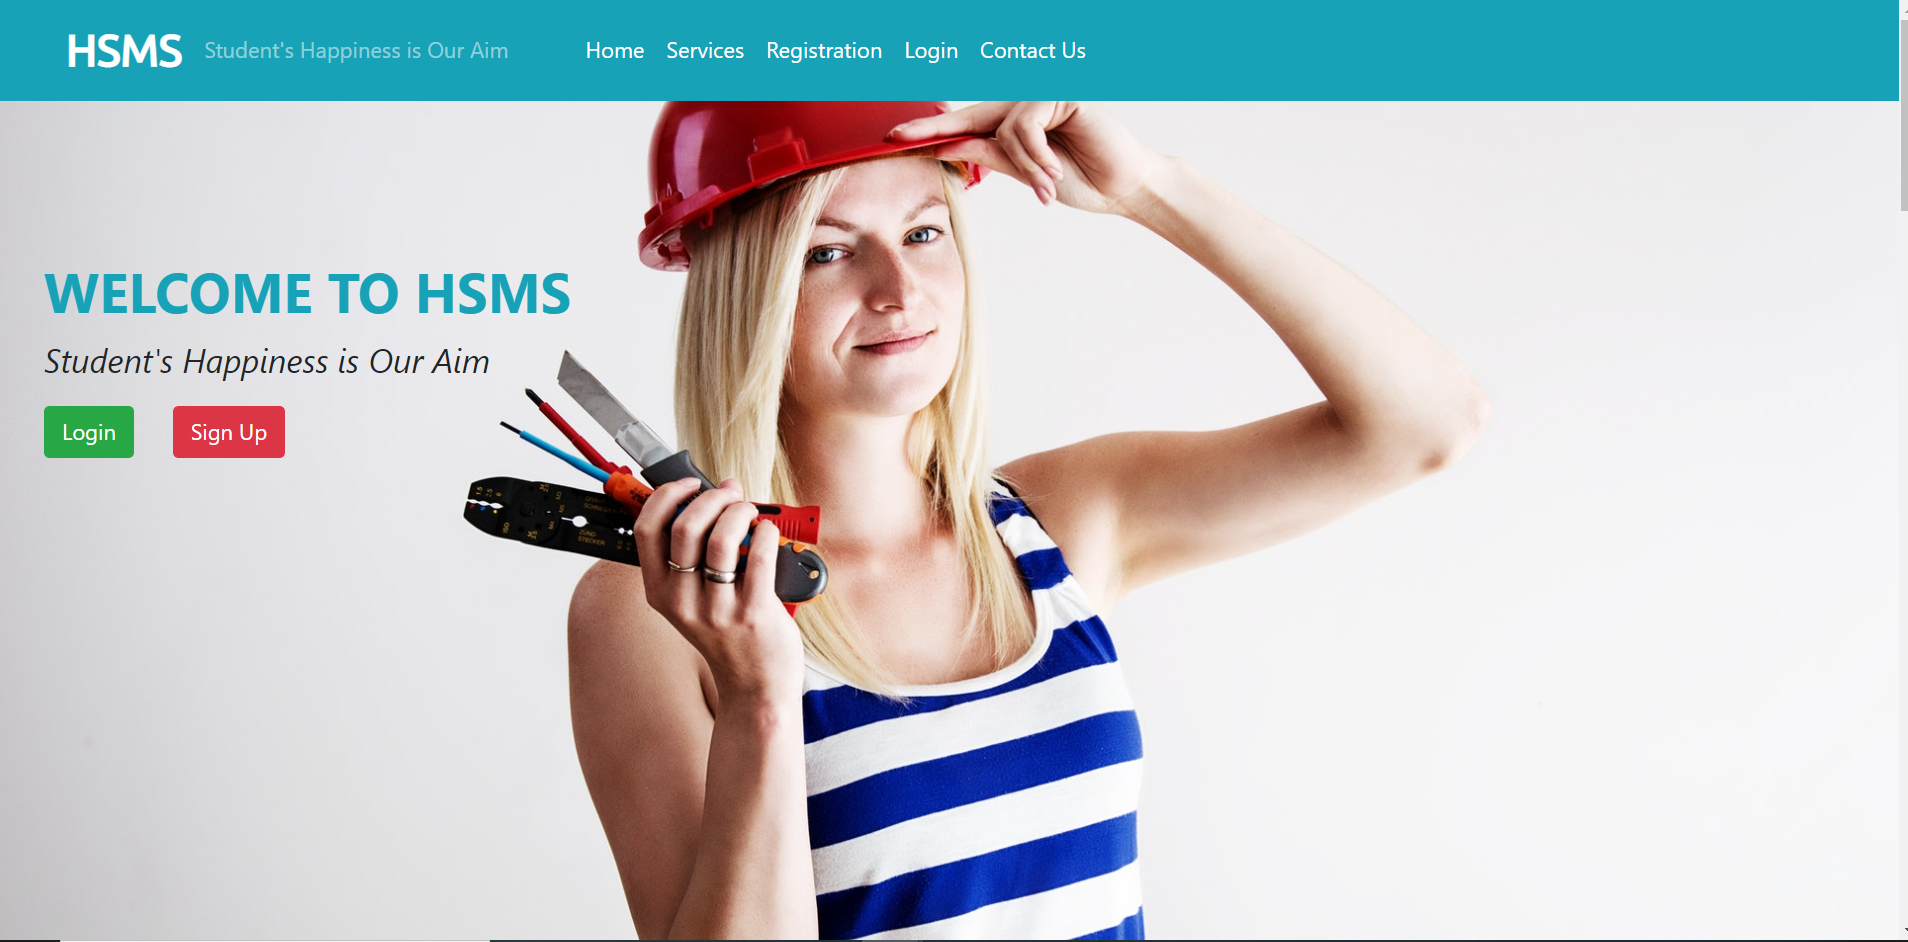 HSMS Student's Happiness is Our Aim Home Services Registration Login Contact Us
WELCOME TO HSMS
Student's Happiness is Our Aim
Login Sign Up